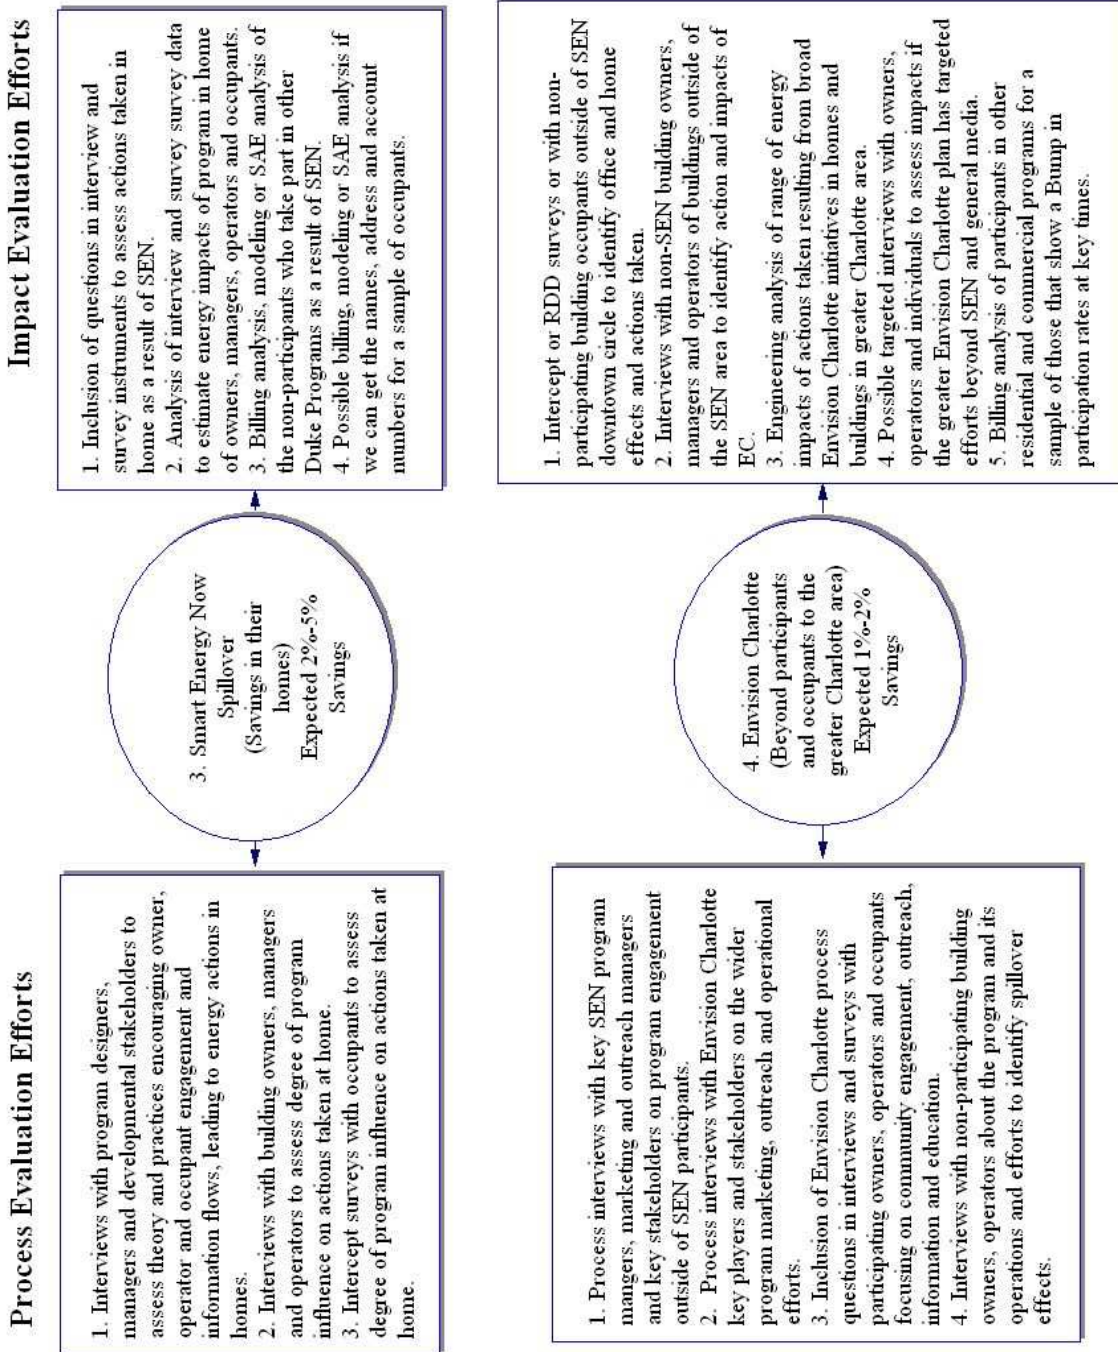 Process Evaluation Efforts
Impact Evaluation Efforts
1. Interviews with program designers,
managers and developmental stakeholders to
assess theory and practices encouraging owner,
operator and occupant engagement and
information flows, leading to energy actions in
homes.
2. Interviews with building owners, managers
and operators to assess degree of program
influence on actions taken at home.
3. Intercept surveys with occupants to assess
degree of program influence on actions taken at
home.
3. Smart Energy Now
Spillover
(Savings in their
homes)
Expected 2%-5%
Savings
1. Inclusion of questions in interview and
survey instruments to assess actions taken in
home as a result of SEN.
2. Analysis of interview and survey survey data
to estimate energy impacts of program in home
of owners, managers, operators and occupants.
3. Billing analysis, modeling or SAE analysis of
the non-participants who take part in other
Duke Programs as a result of SEN.
4. Possible billing, modeling or SAE analysis if
we can get the names, address and account
numbers for a sample of occupants.
1. Process interviews with key SEN program
mangers, marketing and outreach managers
and key stakeholders on program engagement
outside of SEN participants.
2. Process interviews with Envision Charlotte
key players and stakeholders on the wider
program marketing, outreach and operational
efforts.
3. Inclusion of Envision Charlotte process
questions in interviews and surveys with
participating owners, operators and occupants
focusing on community engagement, outreach,
information and education.
4. Interviews with non-participating building
owners, operators about the program and its
operations and efforts to identify spillover
effects.
4. Envision Charlotte
(Beyond participants
and occupants to the
greater Charlotte area)
Expected 1%-2%
Savings
1. Intercept or RDD surveys or with non-
participating building occupants outside of SEN
downtown circle to identify office and home
effects and actions taken.
2. Interviews with non-SEN building owners,
managers and operators of buildings outside of
the SEN area to identify action and impacts of
EC.
3. Engineering analysis of range of energy
impacts of actions taken resulting from broad
Envision Charlotte initiatives in homes and
buildings in greater Charlotte area.
4. Possible targeted interviews with owners,
operators and individuals to assess impacts if
the greater Envision Charlotte plan has targeted
efforts beyond SEN and general media.
5. Billing analysis of participants in other
residential and commercial programs for a
sample of those that show a Bump in
participation rates at key times.